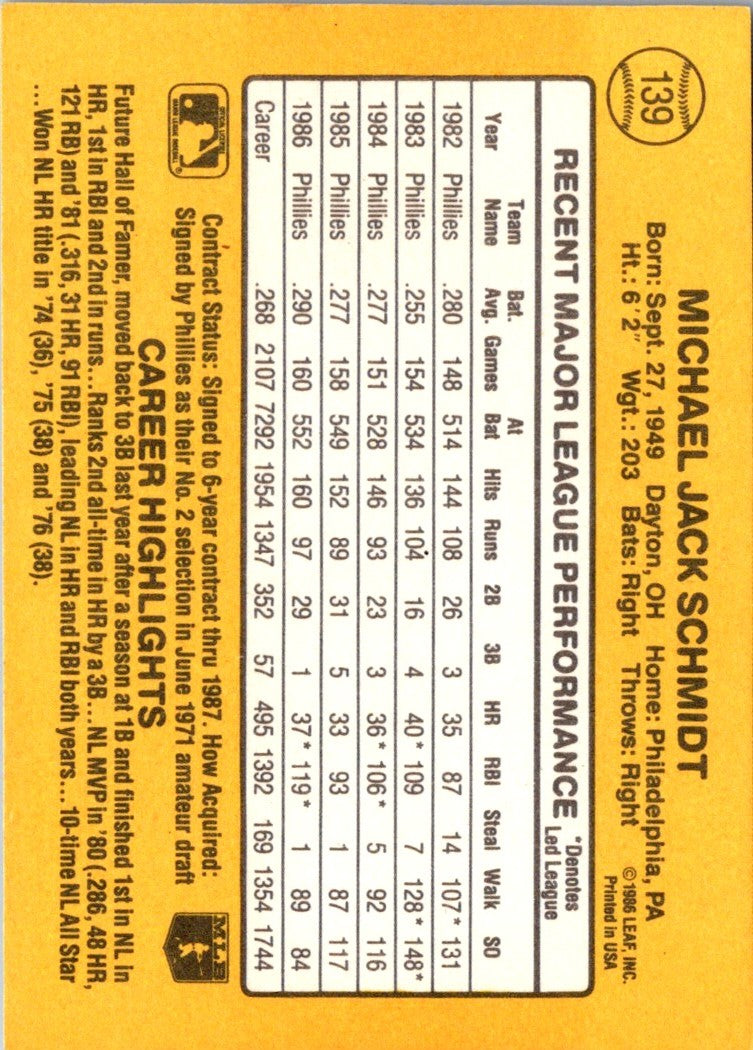 139
MICHAEL JACK SCHMIDT
Born: Sept. 27, 1949 Dayton, OH Home: Philadelphia, PA
Ht.: 6'2" Wgt.: 203 Bats: Right Throws: Right
©1986 LEAF, INC.
Printed in USA
RECENT MAJOR LEAGUE PERFORMANCE *Denotes
Led League
Year Team Name Bat. Avg. Games At Bat Hits Runs 2B 3B HR RBI Steal Walk SO
1982 Phillies .280 148 514 144 108 26 3 35 87 14 107* 131
1983 Phillies .255 154 534 136 104 16 4 40* 109 7 128* 148*
1984 Phillies .277 151 528 146 93 23 3 36* 106* 5 92 116
1985 Phillies .277 158 549 152 89 31 5 33 93 1 87 117
1986 Phillies .290 160 552 160 97 29 1 37* 119* 1 89 84
Career .268 2107 7292 1954 1347 352 57 495 1392 169 1354 1744
Contract Status: Signed to 6-year contract thru 1987. How Acquired:
Signed by Phillies as their No. 2 selection in June 1971 amateur draft
MLB
CAREER HIGHLIGHTS
Future Hall of Famer, moved back to 3B last year after a season at 1B and finished 1st in NL in
HR, 1st in RBI and 2nd in runs...Ranks 2nd all-time in HR by a 3B...NL MVP in '80 (.286, 48 HR,
121 RB) and '81 (.316, 31 HR, 91 RBI), leading NL in HR and RBI both years... 10-time NL All Star
...Won NL HR title in '74 (36), '75 (38) and '76 (38).